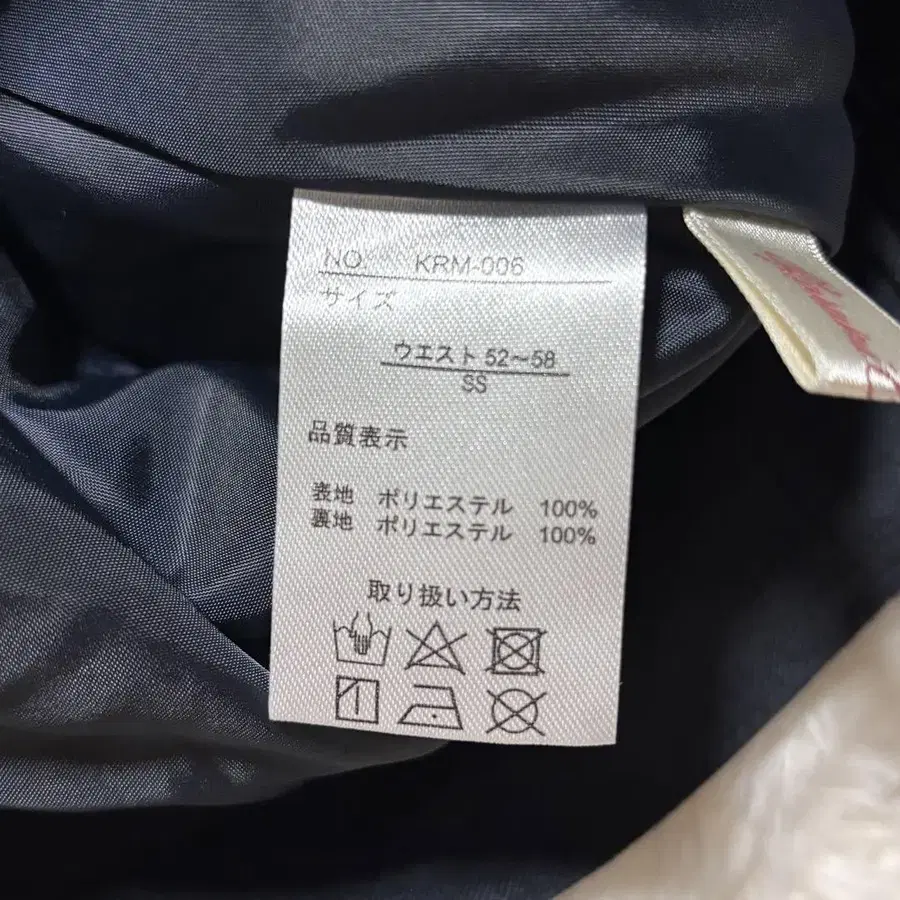 NO. KRM-006
サイズ
ウエスト 52〜58
SS
品質表示
表地 ポリエステル 100%
裏地 ポリエステル 100%
取り扱い方法